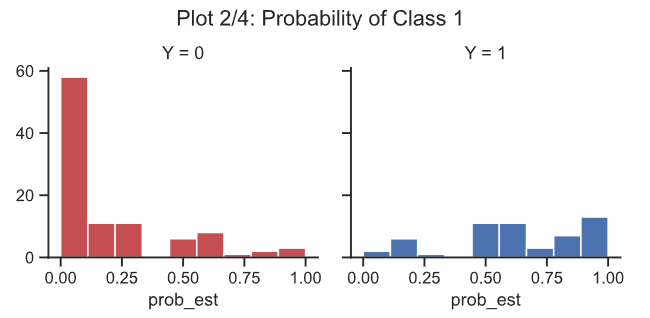 Plot 2/4: Probability of Class 1
Y = 0
Y = 1
60
40
20
0
0.00 0.25 0.50 0.75 1.00
0.00 0.25 0.50 0.75 1.00
prob_est
prob_est